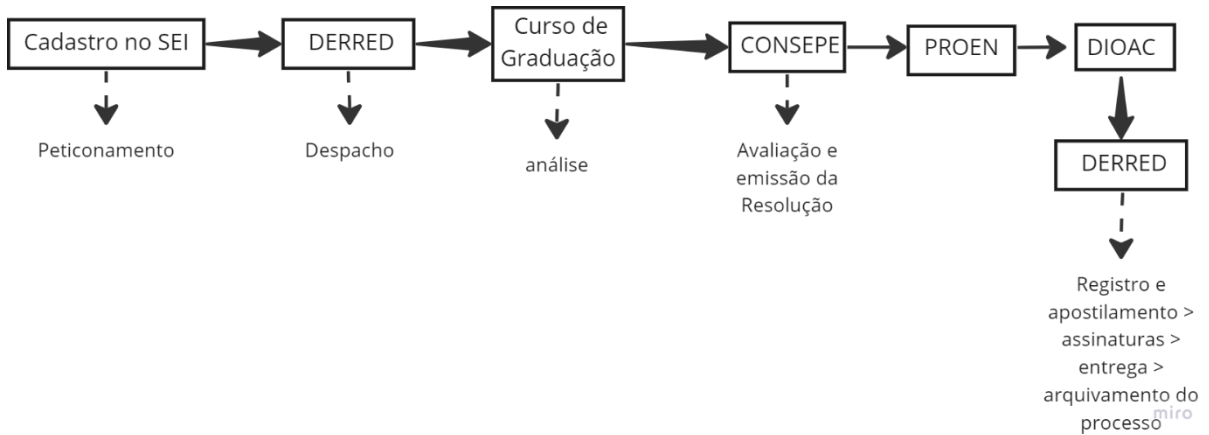 Cadastro no SEI
DERRED
Curso de
Graduação
CONSEPE
PROEN
DIOAC
Peticonamento
Despacho
análise
Avaliação e
emissão da
Resolução
DERRED
Registro e
apostilamento >
assinaturas >
entrega >
arquivamento do
processo
miro